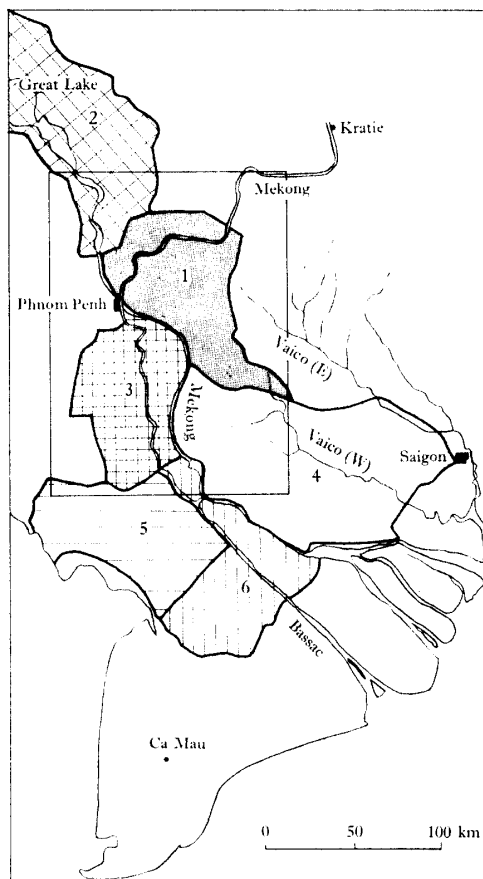 Great Lake
2
Kratie
Mekong
1
Phnom Penh
Vaico (E)
3
Mekong
Vaico (W)
Saigon
4
5
6
Bassac
Ca Mau
0 50 100 km